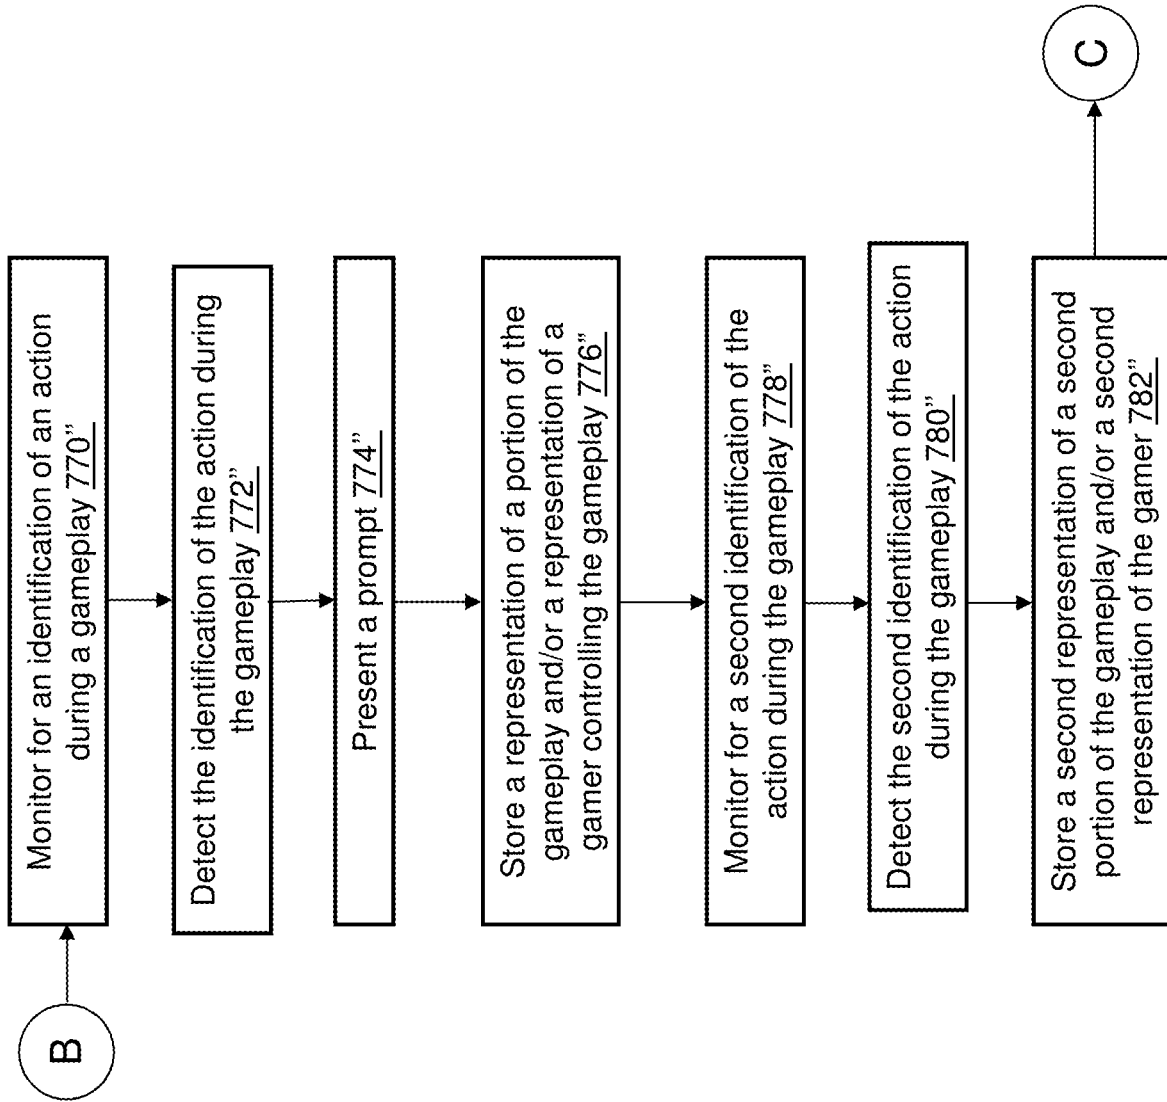 B
Monitor for an identification of an action
during a gameplay 770”
Detect the identification of the action during
the gameplay 772”
Present a prompt 774”
Store a representation of a portion of the
gameplay and/or a representation of a
gamer controlling the gameplay 776”
Monitor for a second identification of the
action during the gameplay 778”
Detect the second identification of the action
during the gameplay 780”
Store a second representation of a second
portion of the gameplay and/or a second
representation of the gamer 782”
C